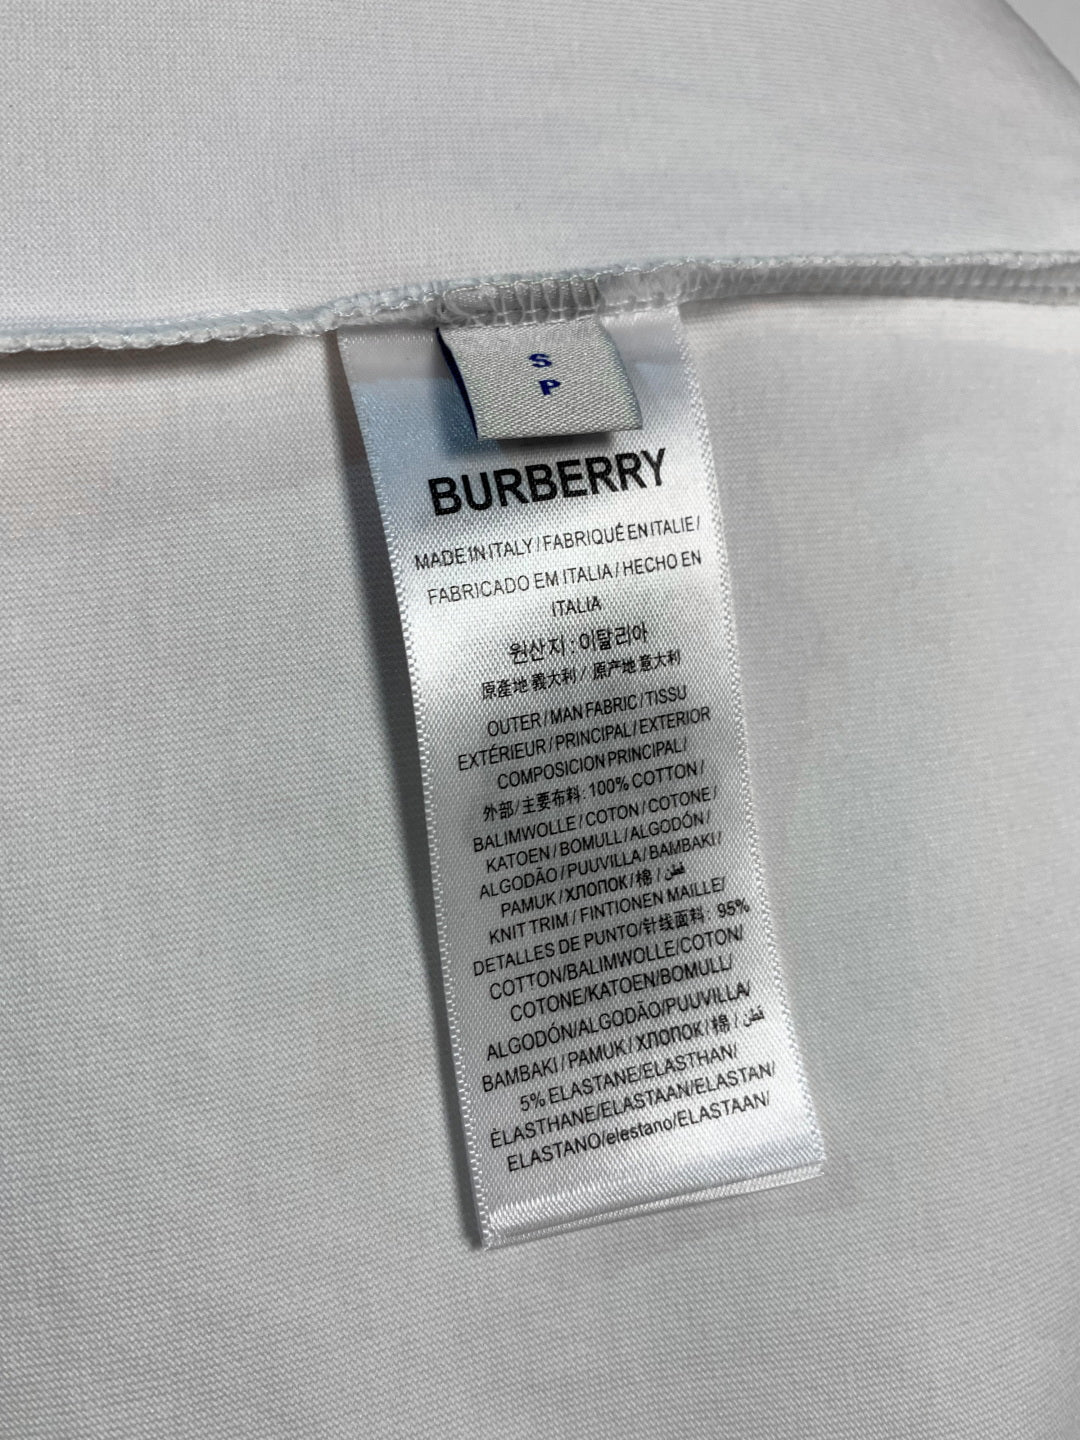 S
P
BURBERRY
MADE IN ITALY / FABRIQUÉ EN ITALIE /
FABRICADO EM ITALIA / HECHO EN
ITALIA
원산지 : 이탈리아
原產地 義大利 / 原产地 意大利
OUTER / MAN FABRIC / TISSU
EXTÉRIEUR / PRINCIPAL / EXTERIOR
COMPOSICION PRINCIPAL /
外部 / 主要布料: 100% COTTON /
BALIMWOLLE / COTON / COTONE /
KATOEN / BOMULL / ALGODÓN /
ALGODÃO / PUUVILLA / BAMBAKI /
PAMUK / ХЛОПОК / 棉 / قطن
KNIT TRIM / FINTIONEN MAILLE/
DETALLES DE PUNTO/针线面料: 95%
COTTON/BALIMWOLLE/COTON/
COTONE/KATOEN/BOMULL/
ALGODÓN/ALGODÃO/PUUVILLA/
BAMBAKI / PAMUK / ХЛОПОК / 棉 / قطن
5% ELASTANE/ELASTHAN/
ÉLASTHANE/ELASTAAN/ELASTAN/
ELASTANO/elestano/ELASTAAN/